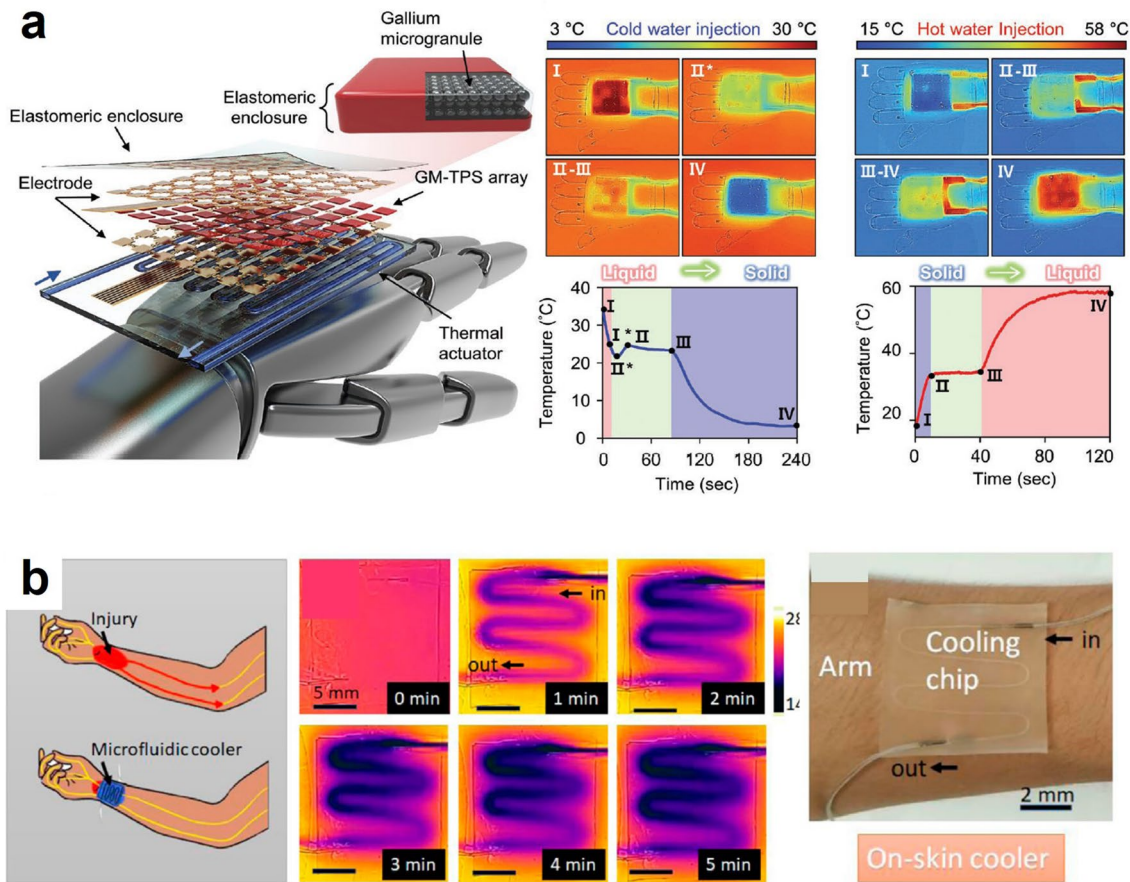 a
Gallium
microgranule
Elastomeric
enclosure
Elastomeric enclosure
Electrode
GM-TPS array
Thermal
actuator
3 °C Cold water injection 30 °C
I
II*
II-III
IV
Liquid
Solid
Temperature (°C)
40
30
20
10
0
I
I
*
II
II*
III
IV
0 60 120 180 240
Time (sec)
15 °C Hot water Injection 58 °C
I
II-III
III-IV
IV
Solid
Liquid
Temperature (°C)
60
40
20
I
II
III
IV
0 40 80 120
Time (sec)
b
Injury
Microfluidic cooler
5 mm
0 min
in
out
1 min
2 min
28
14
3 min
4 min
5 min
Arm
Cooling
chip
in
out
2 mm
On-skin cooler